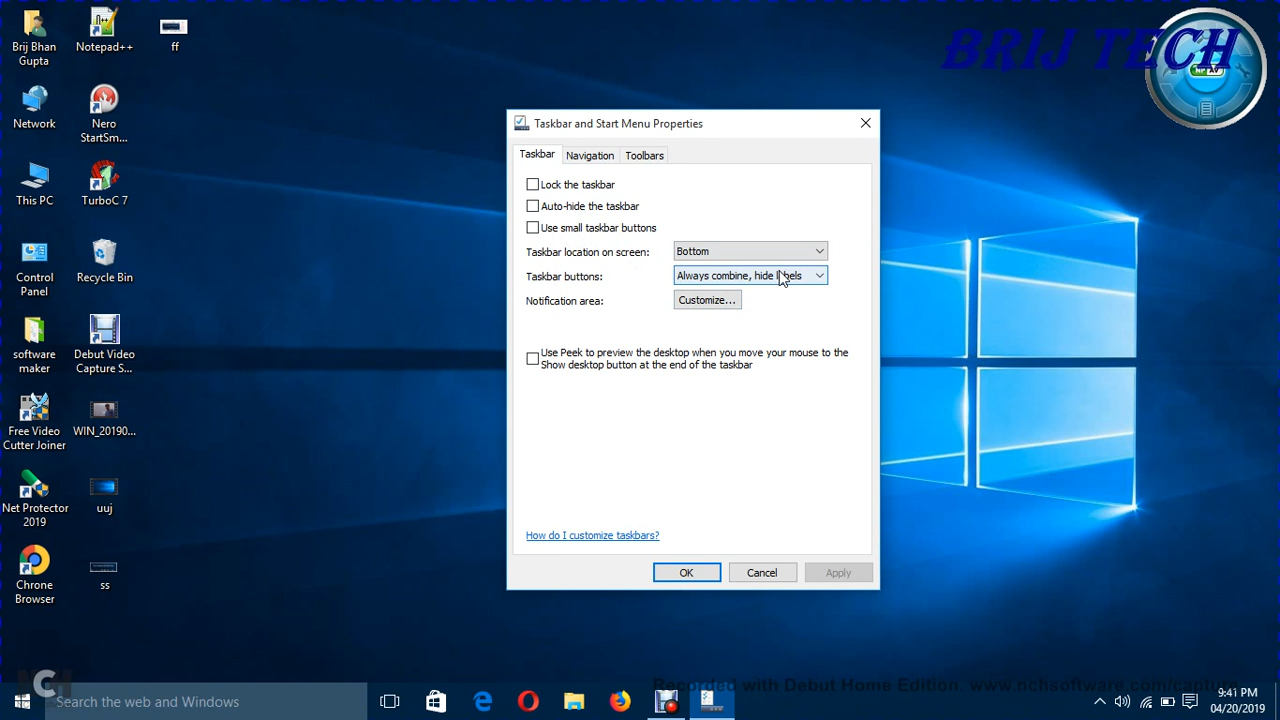 Brij Bhan
Gupta
Notepad++
ff
BRIJ TECH
NP AV
Network
Nero
StartSm...
This PC
TurboC 7
Control
Panel
Recycle Bin
software
maker
Debut Video
Capture S...
Free Video
Cutter Joiner
WIN_20190...
Net Protector
2019
uuj
Chrome
Browser
ss
Taskbar and Start Menu Properties
Taskbar
Navigation
Toolbars
Lock the taskbar
Auto-hide the taskbar
Use small taskbar buttons
Taskbar location on screen:
Bottom
Taskbar buttons:
Always combine, hide labels
Notification area:
Customize...
Use Peek to preview the desktop when you move your mouse to the
Show desktop button at the end of the taskbar
How do I customize taskbars?
OK
Cancel
Apply
NCH
Recorded with Debut Home Edition. www.nchsoftware.com/capture
Search the web and Windows
9:41 PM
04/20/2019